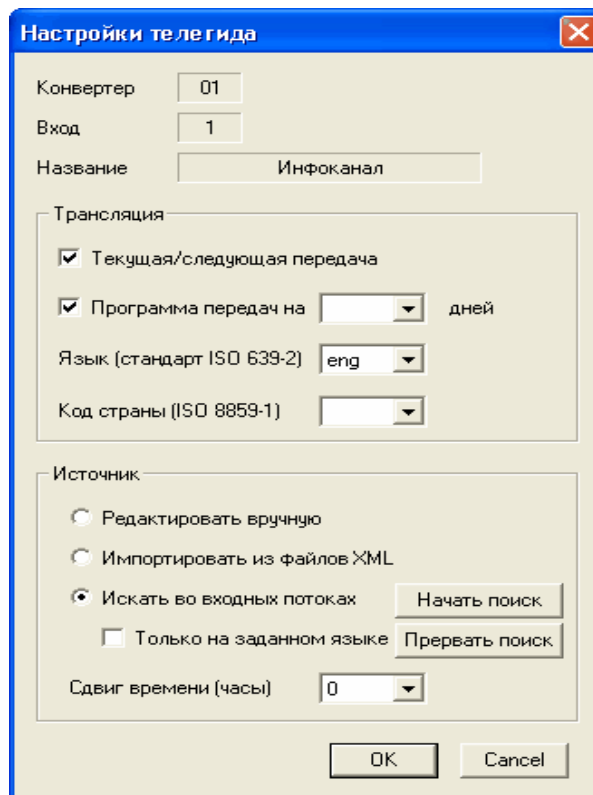 Настройки телегида
Конвертер 01
Вход 1
Название Инфоканал
Трансляция
Текущая/следующая передача
Программа передач на дней
Язык (стандарт ISO 639-2) eng
Код страны (ISO 8859-1)
Источник
Редактировать вручную
Импортировать из файлов XML
Искать во входных потоках Начать поиск
Только на заданном языке Прервать поиск
Сдвиг времени (часы) 0
OK Cancel